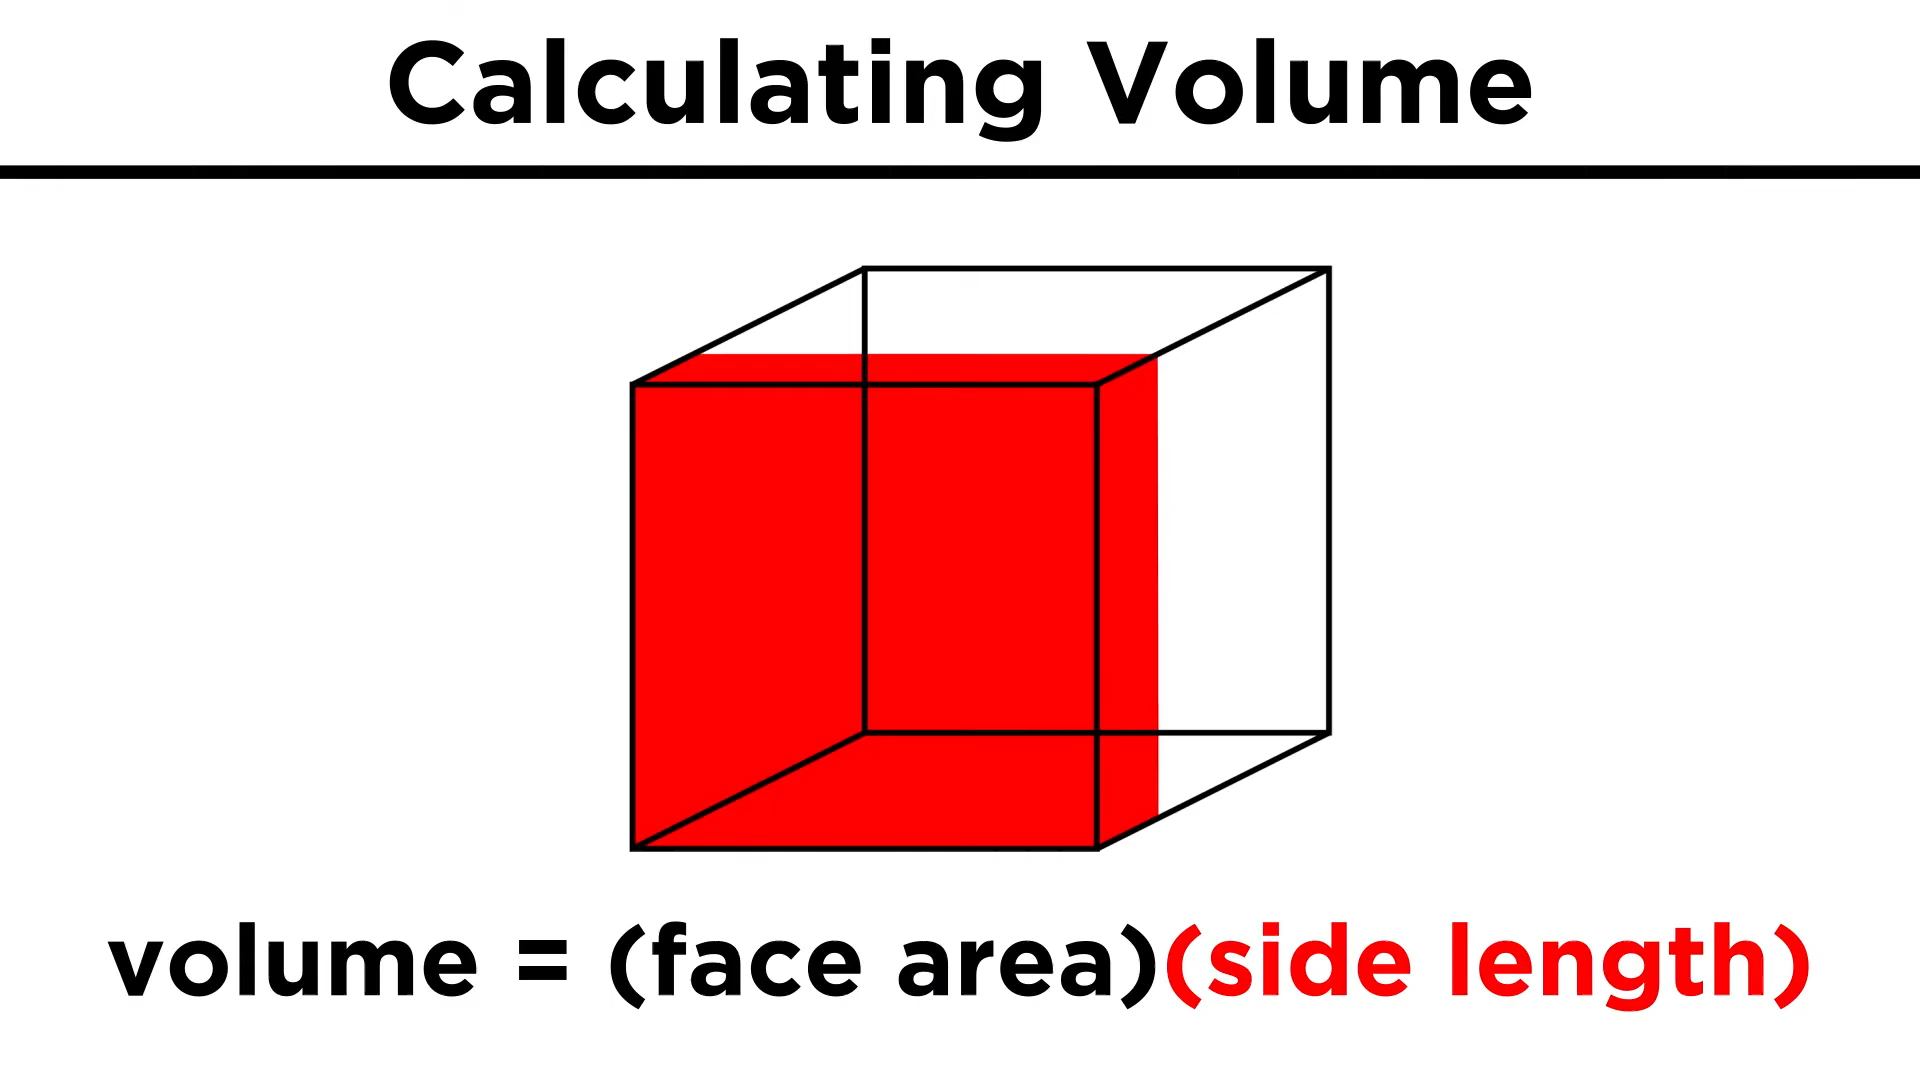 Calculating Volume
volume = (face area)(side length)